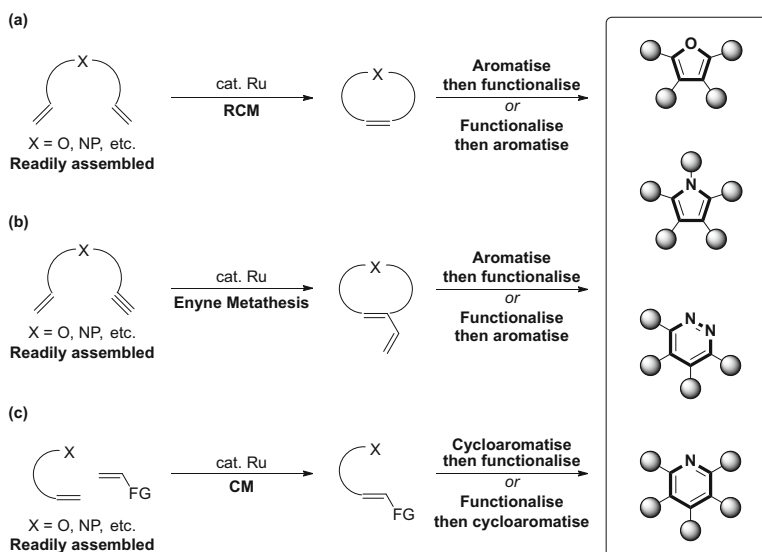 (a)
X
X = O, NP, etc.
Readily assembled
cat. Ru
RCM
X
Aromatise
then functionalise
or
Functionalise
then aromatise
(b)
X
X = O, NP, etc.
Readily assembled
cat. Ru
Enyne Metathesis
X
Aromatise
then functionalise
or
Functionalise
then aromatise
(c)
X
FG
X = O, NP, etc.
Readily assembled
cat. Ru
CM
X
FG
Cycloaromatise
then functionalise
or
Functionalise
then cycloaromatise
O
N
N
N
N